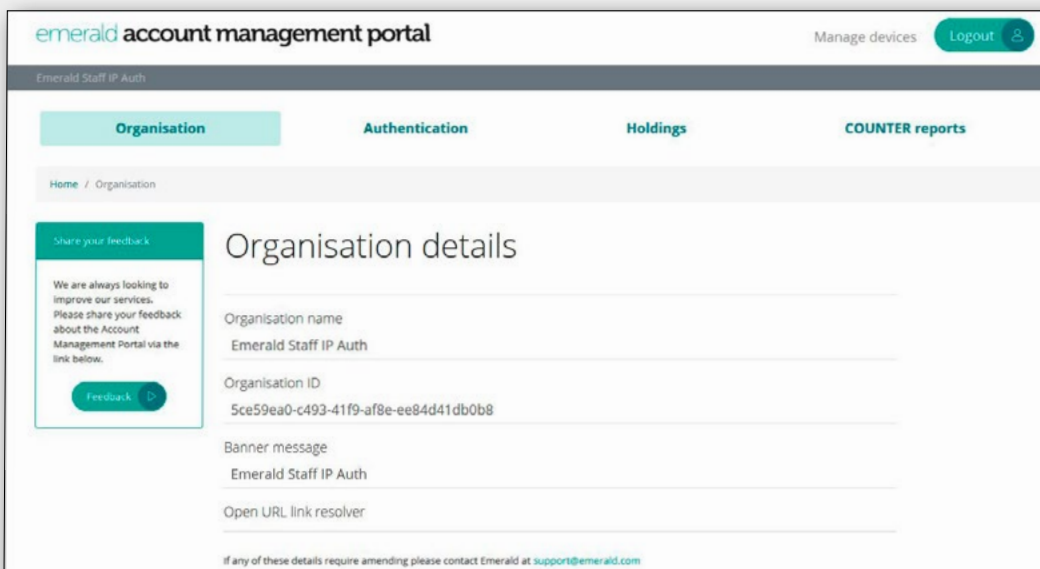 emerald account management portal
Manage devices
Logout
Emerald Staff IP Auth
Organisation
Authentication
Holdings
COUNTER reports
Home / Organisation
Share your feedback
We are always looking to
improve our services.
Please share your feedback
about the Account
Management Portal via the
link below.
Feedback
Organisation details
Organisation name
Emerald Staff IP Auth
Organisation ID
5ce59ea0-c493-41f9-af8e-ee84d41db0b8
Banner message
Emerald Staff IP Auth
Open URL link resolver
If any of these details require amending please contact Emerald at support@emerald.com